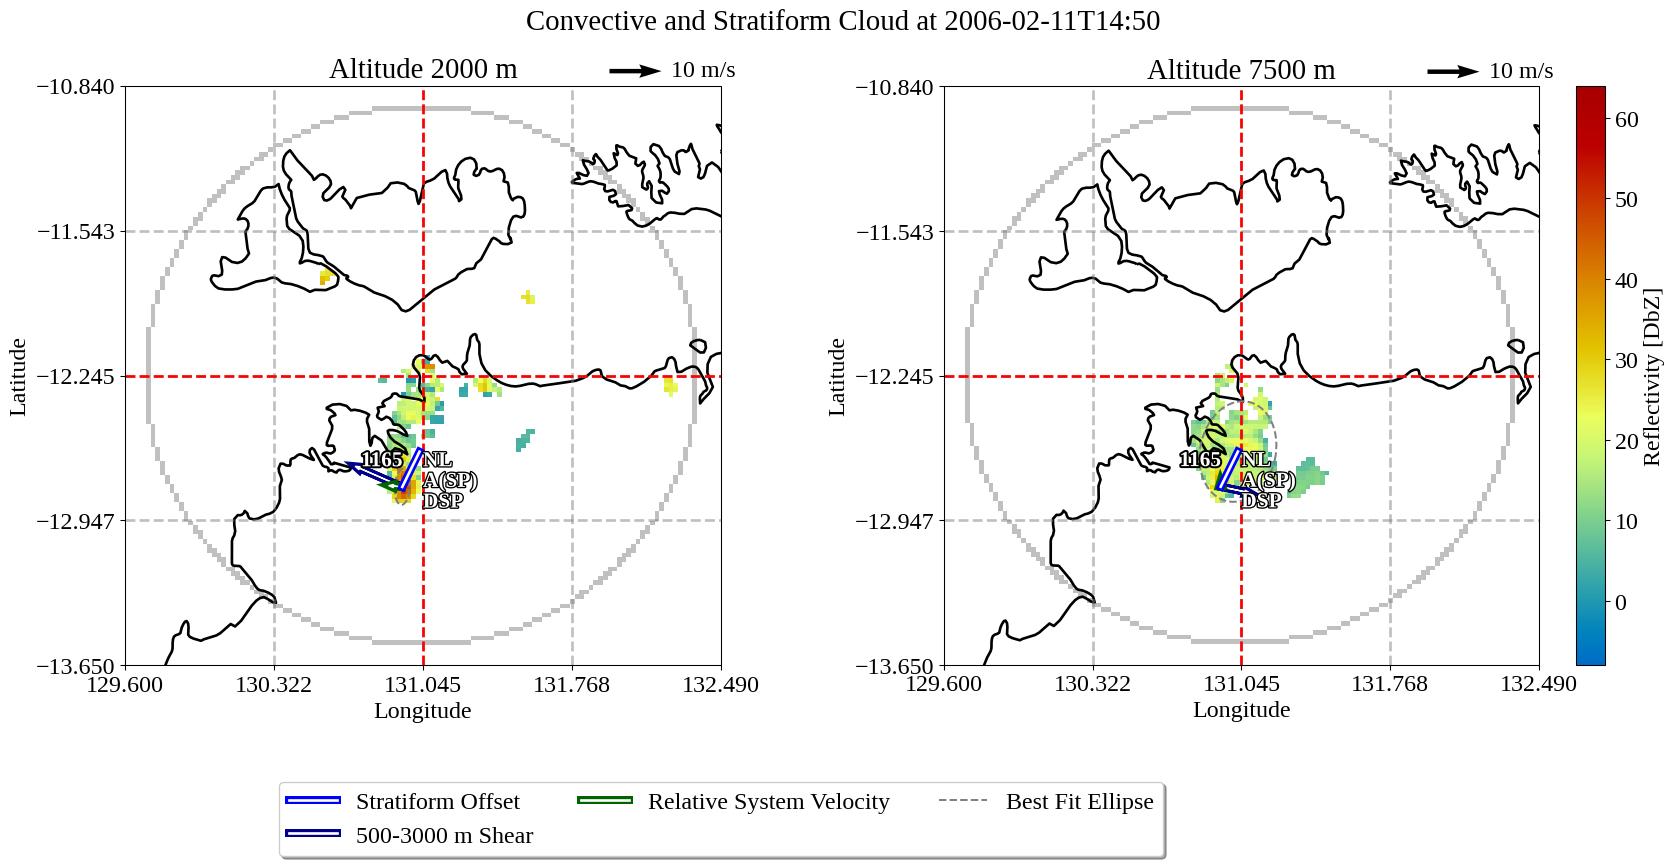 Convective and Stratiform Cloud at 2006-02-11T14:50
Altitude 2000 m
10 m/s
−10.840
−11.543
−12.245
−12.947
−13.650
129.600
130.322
131.045
131.768
132.490
Latitude
Longitude
1165
NL
A(SP)
DSP
Altitude 7500 m
10 m/s
−10.840
−11.543
−12.245
−12.947
−13.650
129.600
130.322
131.045
131.768
132.490
Latitude
Longitude
1165
NL
A(SP)
DSP
60
50
40
30
20
10
0
Reflectivity [DbZ]
Stratiform Offset
500-3000 m Shear
Relative System Velocity
Best Fit Ellipse